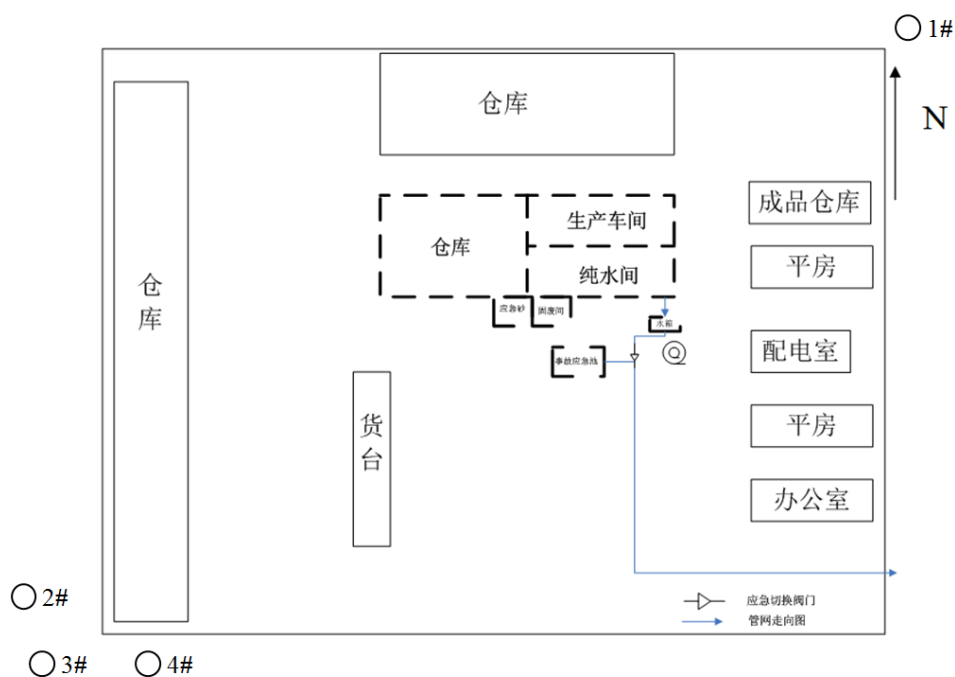 1#
N
仓库
成品仓库
生产车间
仓库
平房
纯水间
仓
库
应急砂
固废间
水箱
配电室
事故应急池
货
台
平房
办公室
2#
应急切换阀门
管网走向图
3#
4#